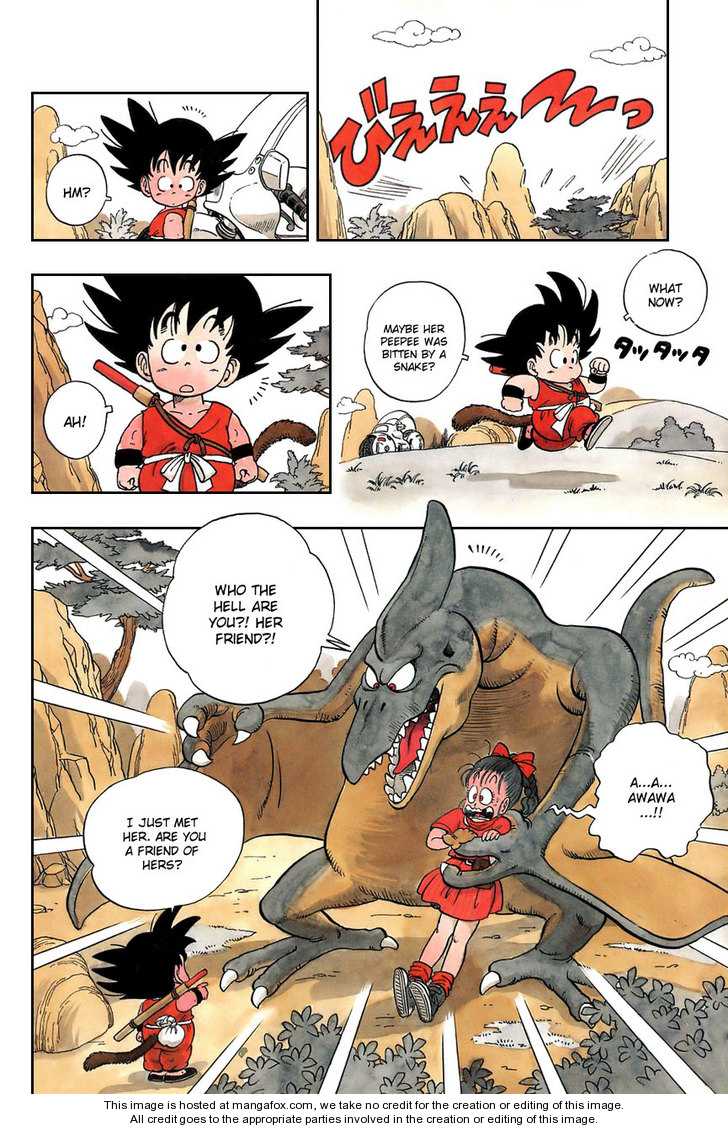 びえええ〜〜っ
HM?
AH!
WHAT
NOW?
MAYBE HER
PEEPEE WAS
BITTEN BY A
SNAKE?
タッタッタ
WHO THE
HELL ARE
YOU?! HER
FRIEND?!
A...A...
AWAWA
...!!
I JUST MET
HER. ARE YOU
A FRIEND OF
HERS?
This image is hosted at mangafox.com, we take no credit for the creation or editing of this image.
All credit goes to the appropriate parties involved in the creation or editing of this image.